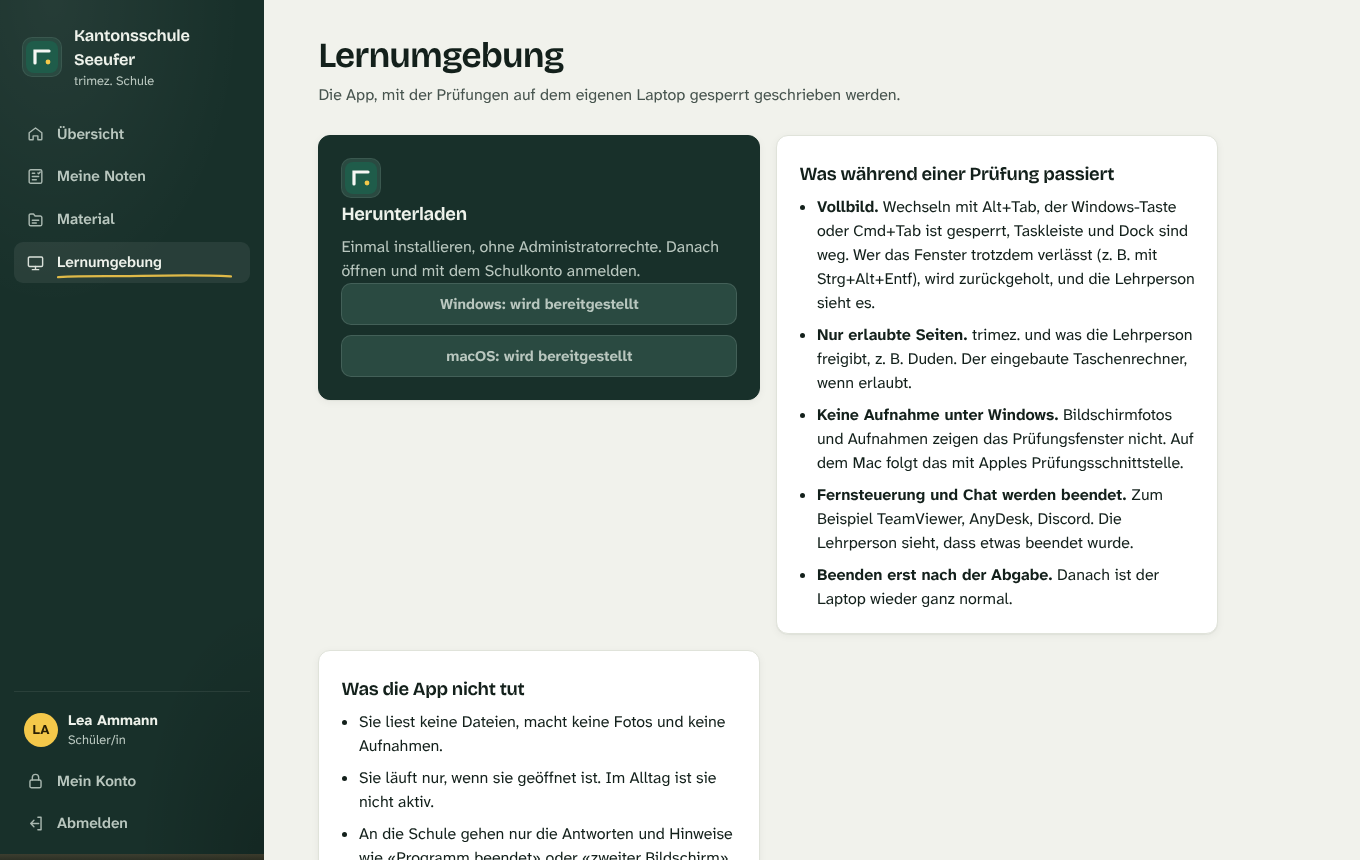 Kantonsschule
Seeufer
trimez. Schule
Übersicht
Meine Noten
Material
Lernumgebung
LA
Lea Ammann
Schüler/in
Mein Konto
Abmelden
Lernumgebung
Die App, mit der Prüfungen auf dem eigenen Laptop gesperrt geschrieben werden.
Herunterladen
Einmal installieren, ohne Administratorrechte. Danach
öffnen und mit dem Schulkonto anmelden.
Windows: wird bereitgestellt
macOS: wird bereitgestellt
Was während einer Prüfung passiert
• Vollbild. Wechseln mit Alt+Tab, der Windows-Taste
oder Cmd+Tab ist gesperrt, Taskleiste und Dock sind
weg. Wer das Fenster trotzdem verlässt (z. B. mit
Strg+Alt+Entf), wird zurückgeholt, und die Lehrperson
sieht es.
• Nur erlaubte Seiten. trimez. und was die Lehrperson
freigibt, z. B. Duden. Der eingebaute Taschenrechner,
wenn erlaubt.
• Keine Aufnahme unter Windows. Bildschirmfotos
und Aufnahmen zeigen das Prüfungsfenster nicht. Auf
dem Mac folgt das mit Apples Prüfungsschnittstelle.
• Fernsteuerung und Chat werden beendet. Zum
Beispiel TeamViewer, AnyDesk, Discord. Die
Lehrperson sieht, dass etwas beendet wurde.
• Beenden erst nach der Abgabe. Danach ist der
Laptop wieder ganz normal.
Was die App nicht tut
• Sie liest keine Dateien, macht keine Fotos und keine
Aufnahmen.
• Sie läuft nur, wenn sie geöffnet ist. Im Alltag ist sie
nicht aktiv.
• An die Schule gehen nur die Antworten und Hinweise
wie «Programm beendet» oder «zweiter Bildschirm».